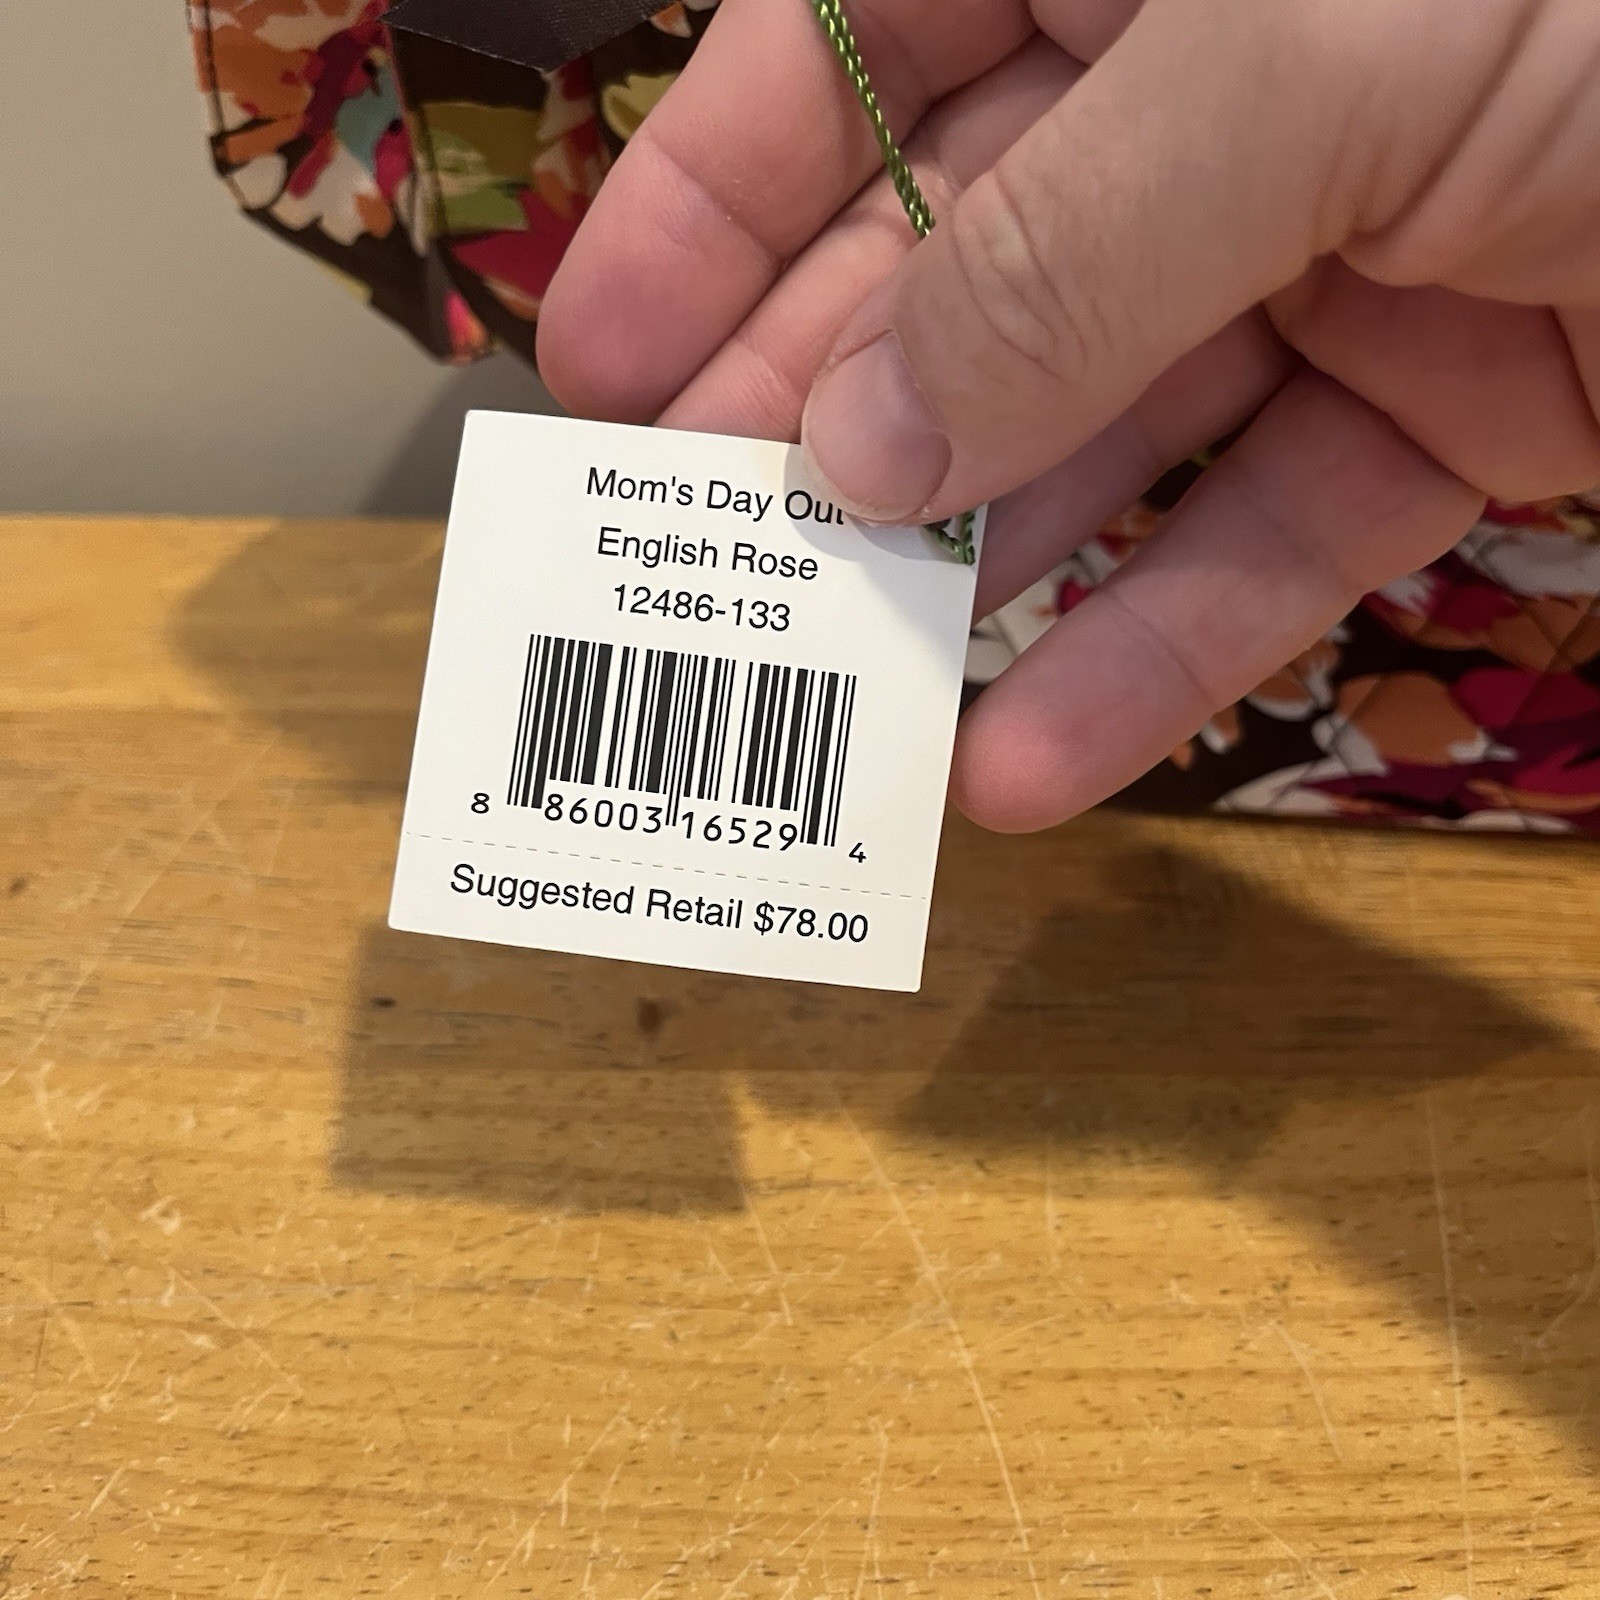 Mom's Day Out
English Rose
12486-133
8 86003 16529 4
Suggested Retail $78.00